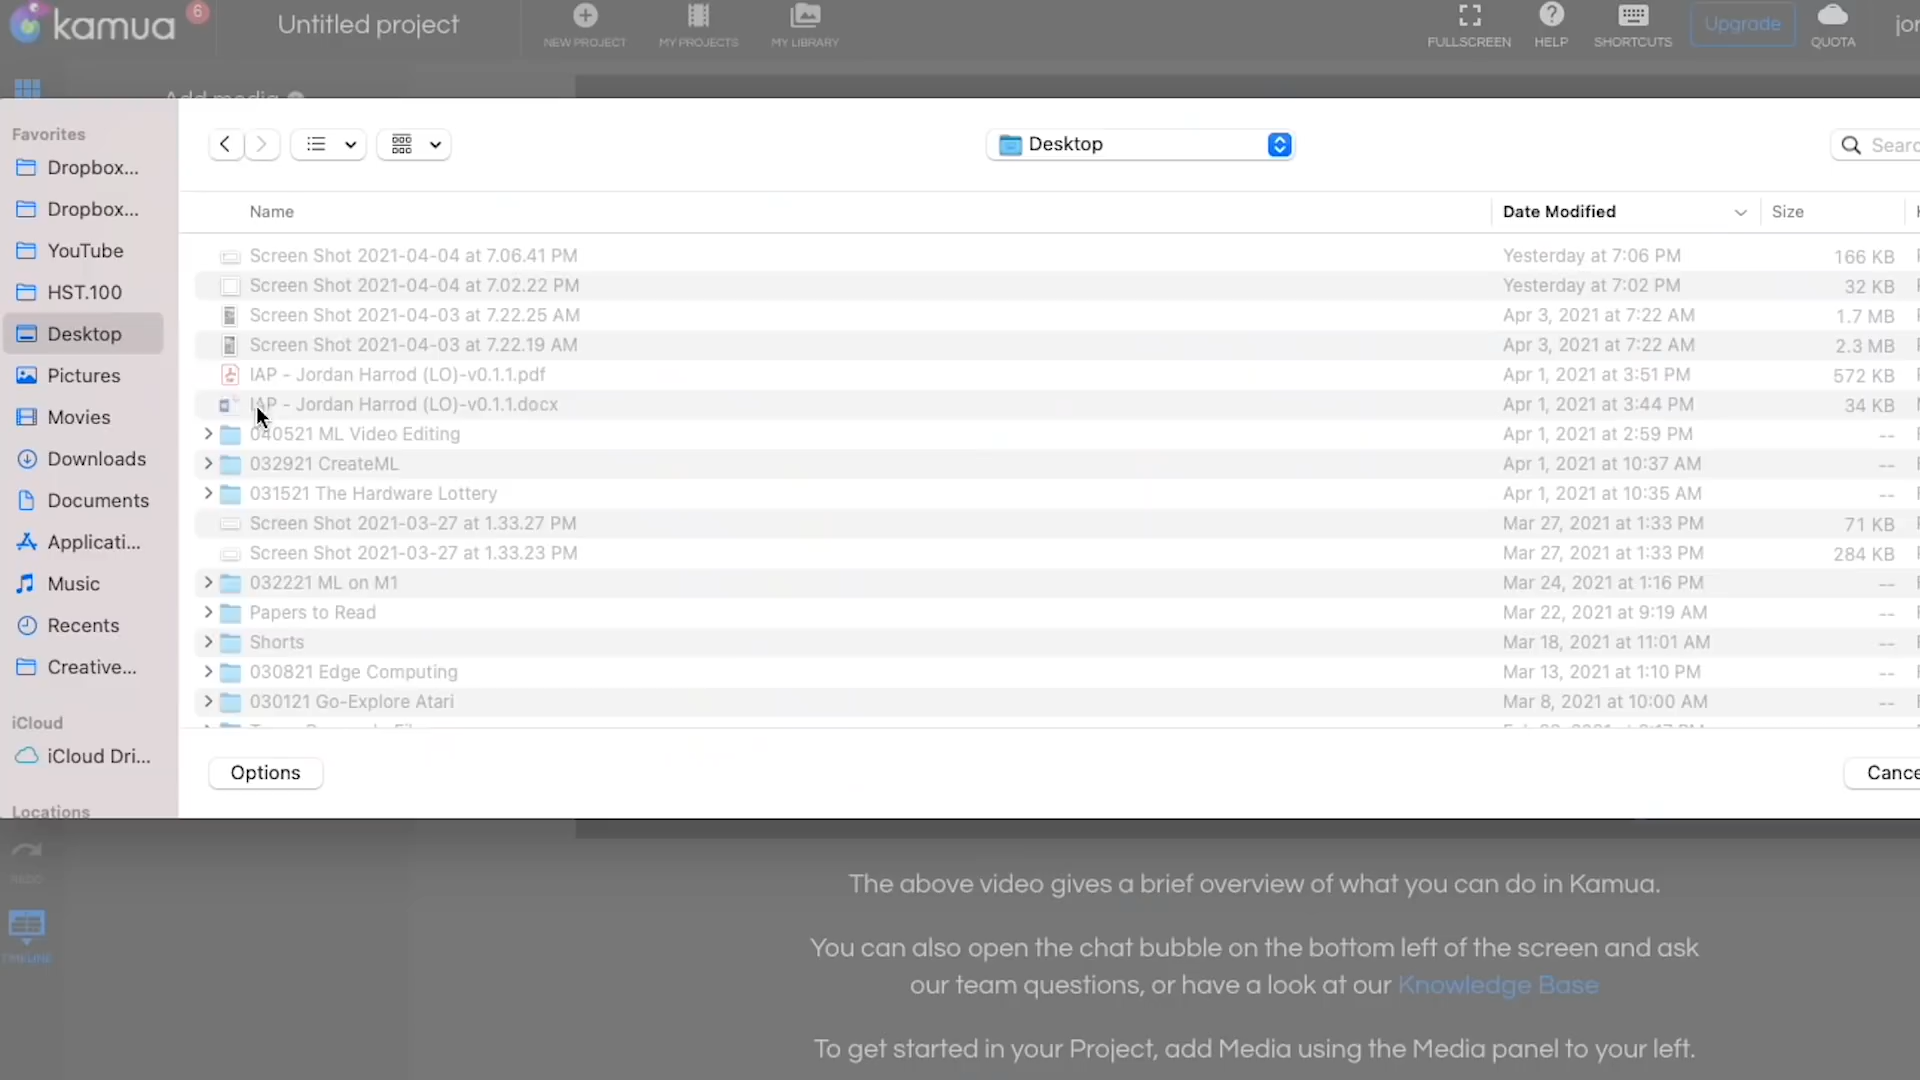 kamua
6
Untitled project
NEW PROJECT
MY PROJECTS
MY LIBRARY
FULLSCREEN
HELP
SHORTCUTS
Upgrade
QUOTA
Add media
Favorites
Dropbox...
Dropbox...
YouTube
HST.100
Desktop
Pictures
Movies
Downloads
Documents
Applicati...
Music
Recents
Creative...
iCloud
iCloud Dri...
Locations
Desktop
Name Date Modified Size
Screen Shot 2021-04-04 at 7.06.41 PM Yesterday at 7:06 PM 166 KB
Screen Shot 2021-04-04 at 7.02.22 PM Yesterday at 7:02 PM 32 KB
Screen Shot 2021-04-03 at 7.22.25 AM Apr 3, 2021 at 7:22 AM 1.7 MB
Screen Shot 2021-04-03 at 7.22.19 AM Apr 3, 2021 at 7:22 AM 2.3 MB
IAP - Jordan Harrod (LO)-v0.1.1.pdf Apr 1, 2021 at 3:51 PM 572 KB
IAP - Jordan Harrod (LO)-v0.1.1.docx Apr 1, 2021 at 3:44 PM 34 KB
040521 ML Video Editing Apr 1, 2021 at 2:59 PM --
032921 CreateML Apr 1, 2021 at 10:37 AM --
031521 The Hardware Lottery Apr 1, 2021 at 10:35 AM --
Screen Shot 2021-03-27 at 1.33.27 PM Mar 27, 2021 at 1:33 PM 71 KB
Screen Shot 2021-03-27 at 1.33.23 PM Mar 27, 2021 at 1:33 PM 284 KB
032221 ML on M1 Mar 24, 2021 at 1:16 PM --
Papers to Read Mar 22, 2021 at 9:19 AM --
Shorts Mar 18, 2021 at 11:01 AM --
030821 Edge Computing Mar 13, 2021 at 1:10 PM --
030121 Go-Explore Atari Mar 8, 2021 at 10:00 AM --
Options
REDO
TIMELINE
The above video gives a brief overview of what you can do in Kamua.
You can also open the chat bubble on the bottom left of the screen and ask
our team questions, or have a look at our Knowledge Base
To get started in your Project, add Media using the Media panel to your left.